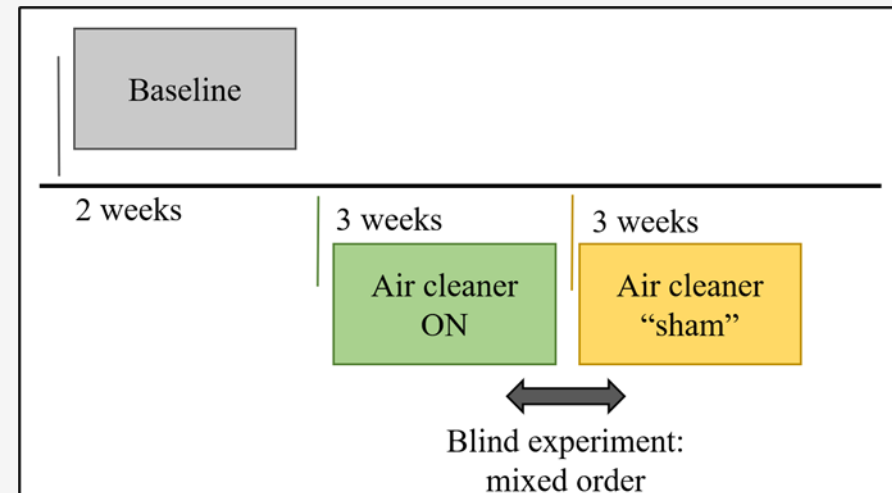 Baseline
2 weeks
3 weeks
3 weeks
Air cleaner
ON
Air cleaner
“sham”
Blind experiment:
mixed order